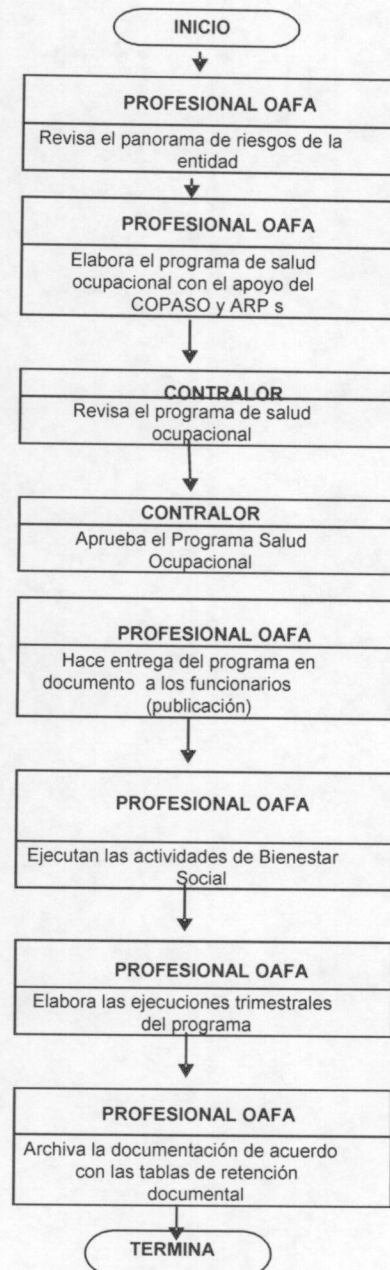 INICIO
PROFESIONAL OAFA
Revisa el panorama de riesgos de la
entidad
PROFESIONAL OAFA
Elabora el programa de salud
ocupacional con el apoyo del
COPASO y ARP s
CONTRALOR
Revisa el programa de salud
ocupacional
CONTRALOR
Aprueba el Programa Salud
Ocupacional
PROFESIONAL OAFA
Hace entrega del programa en
documento a los funcionarios
(publicación)
PROFESIONAL OAFA
Ejecutan las actividades de Bienestar
Social
PROFESIONAL OAFA
Elabora las ejecuciones trimestrales
del programa
PROFESIONAL OAFA
Archiva la documentación de acuerdo
con las tablas de retención
documental
TERMINA